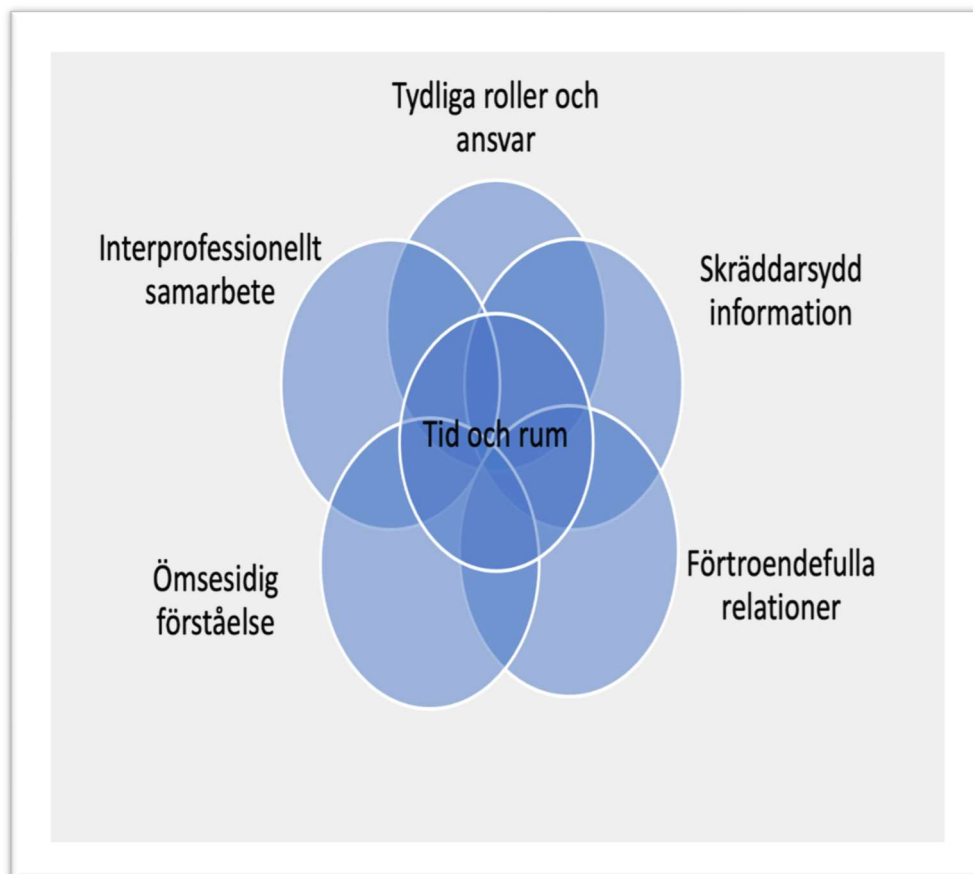 Tydliga roller och
ansvar
Interprofessionellt
samarbete
Skräddarsydd
information
Tid och rum
Ömsesidig
förståelse
Förtroendefulla
relationer